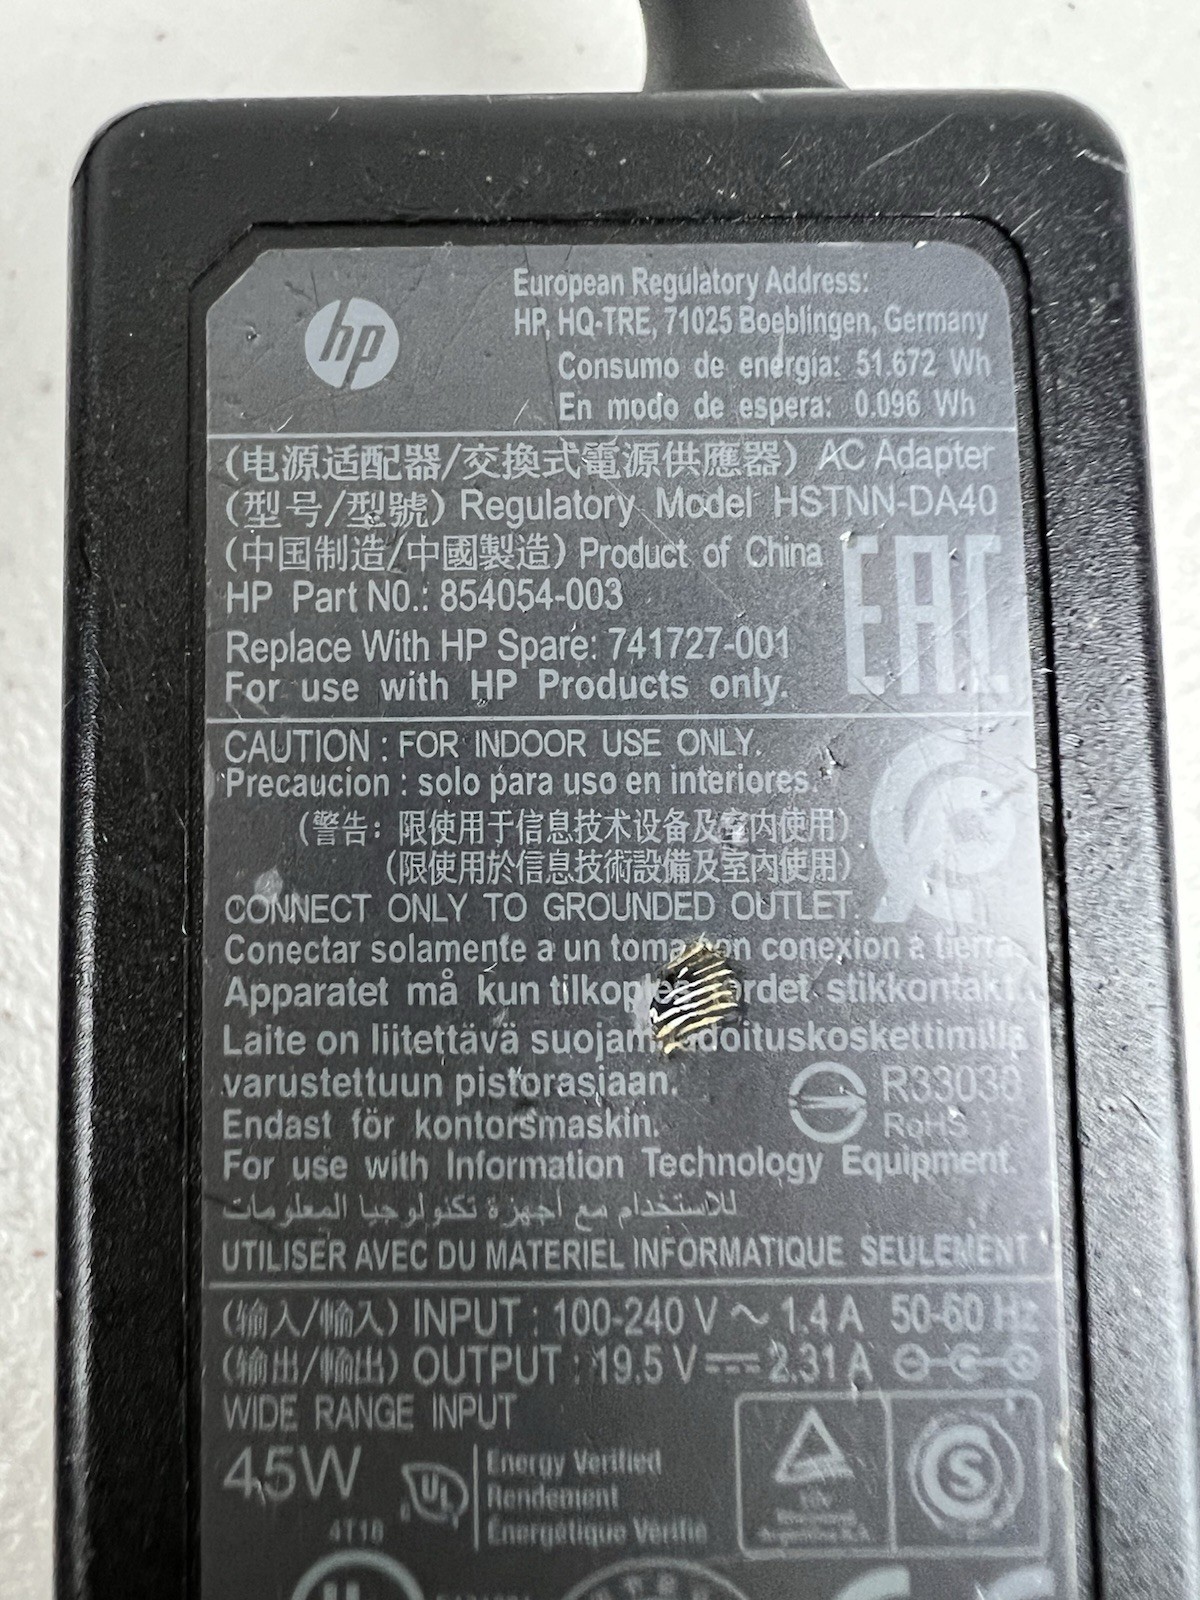 hp
European Regulatory Address:
HP, HQ-TRE, 71025 Boeblingen, Germany
Consumo de energia: 51.672 Wh
En modo de espera: 0.096 Wh
(电源适配器/交換式電源供應器) AC Adapter
(型号/型號) Regulatory Model HSTNN-DA40
(中国制造/中國製造) Product of China
HP Part NO.: 854054-003
EAC
Replace With HP Spare: 741727-001
For use with HP Products only.
CAUTION : FOR INDOOR USE ONLY.
Precaucion : solo para uso en interiores.
(警告: 限使用于信息技术设备及室内使用)
(限使用於信息技術設備及室內使用)
CONNECT ONLY TO GROUNDED OUTLET.
Conectar solamente a un toma con conexion a tierra.
Apparatet må kun tilkoples stikkontakt.
Laite on liitettävä
varustettuun pistorasiaan.
R33030
RoHS
Endast för kontorsmaskin.
For use with Information Technology Equipment.
للاستخدام مع اجهزة تكنولوجيا المعلومات
UTILISER AVEC DU MATERIEL INFORMATIQUE SEULEMENT
(输入/輸入) INPUT : 100-240 V ~ 1.4 A 50-60 Hz
(输出/輸出) OUTPUT : 19.5 V ⎓ 2.31 A
WIDE RANGE INPUT
45W
UL
Energy Verified
Rendement
Énergétique Vérifié
4T18
S